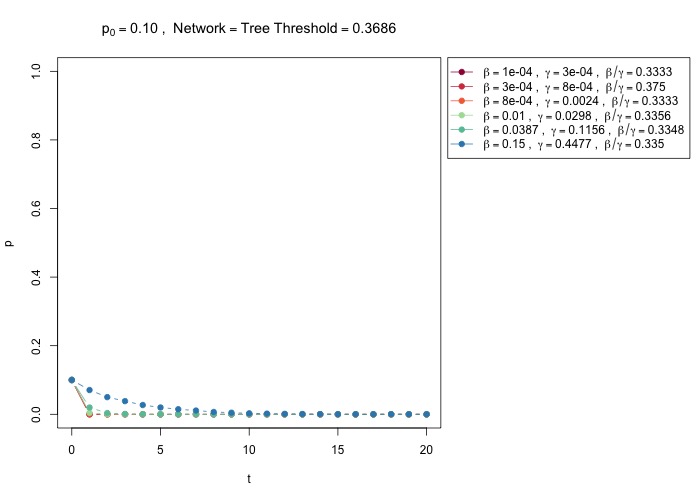 p₀ = 0.10 , Network = Tree Threshold = 0.3686
β = 1e-04 , γ = 3e-04 , β/γ = 0.3333
β = 3e-04 , γ = 8e-04 , β/γ = 0.375
β = 8e-04 , γ = 0.0024 , β/γ = 0.3333
β = 0.01 , γ = 0.0298 , β/γ = 0.3356
β = 0.0387 , γ = 0.1156 , β/γ = 0.3348
β = 0.15 , γ = 0.4477 , β/γ = 0.335
1.0
0.8
0.6
0.4
0.2
0.0
p
0 5 10 15 20
t